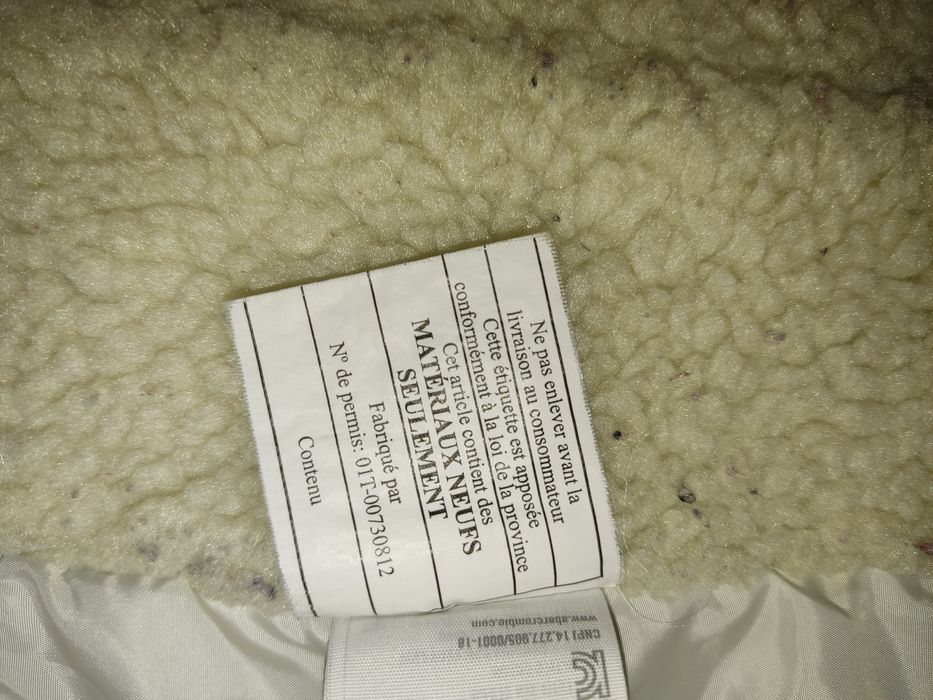 Ne pas enlever avant la
livraison au consommateur
Cette étiquette est apposée
conformément à la loi de la province
Cet article contient des
MATÉRIAUX NEUFS
SEULEMENT
Fabriqué par
Nº de permis: 01T-00730812
Contenu
CNPJ 14.277.905/0001-18
www.abercrombie.com